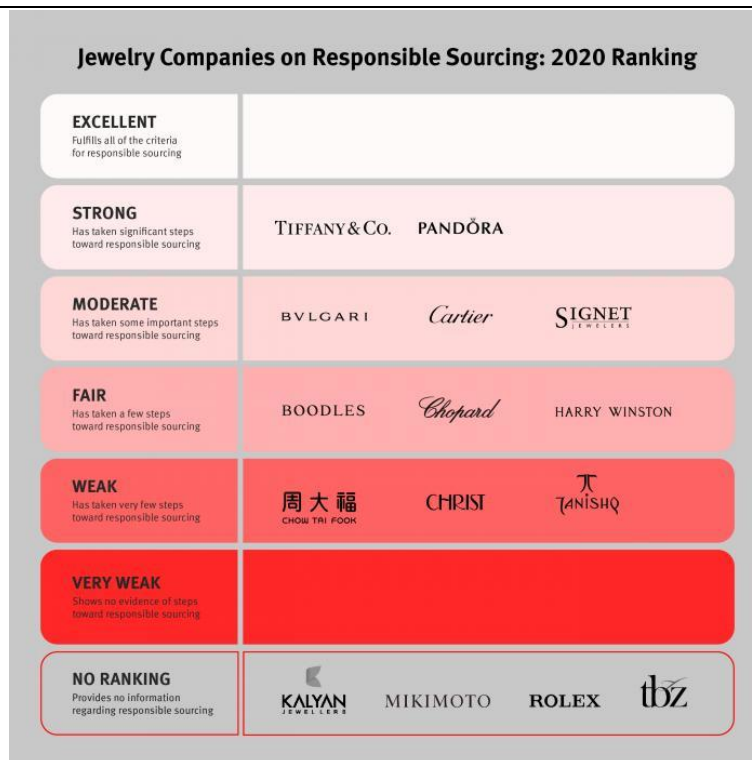 Jewelry Companies on Responsible Sourcing: 2020 Ranking
EXCELLENT
Fulfills all of the criteria
for responsible sourcing
STRONG
Has taken significant steps
toward responsible sourcing
TIFFANY & CO. PANDÖRA
MODERATE
Has taken some important steps
toward responsible sourcing
BVLGARI Cartier SIGNET
JEWELERS
FAIR
Has taken a few steps
toward responsible sourcing
BOODLES Chopard HARRY WINSTON
WEAK
Has taken very few steps
toward responsible sourcing
周大福 CHRIST TANISHQ
CHOW TAI FOOK
VERY WEAK
Shows no evidence of steps
toward responsible sourcing
NO RANKING
Provides no information
regarding responsible sourcing
KALYAN MIKIMOTO ROLEX tbz
JEWELLERS